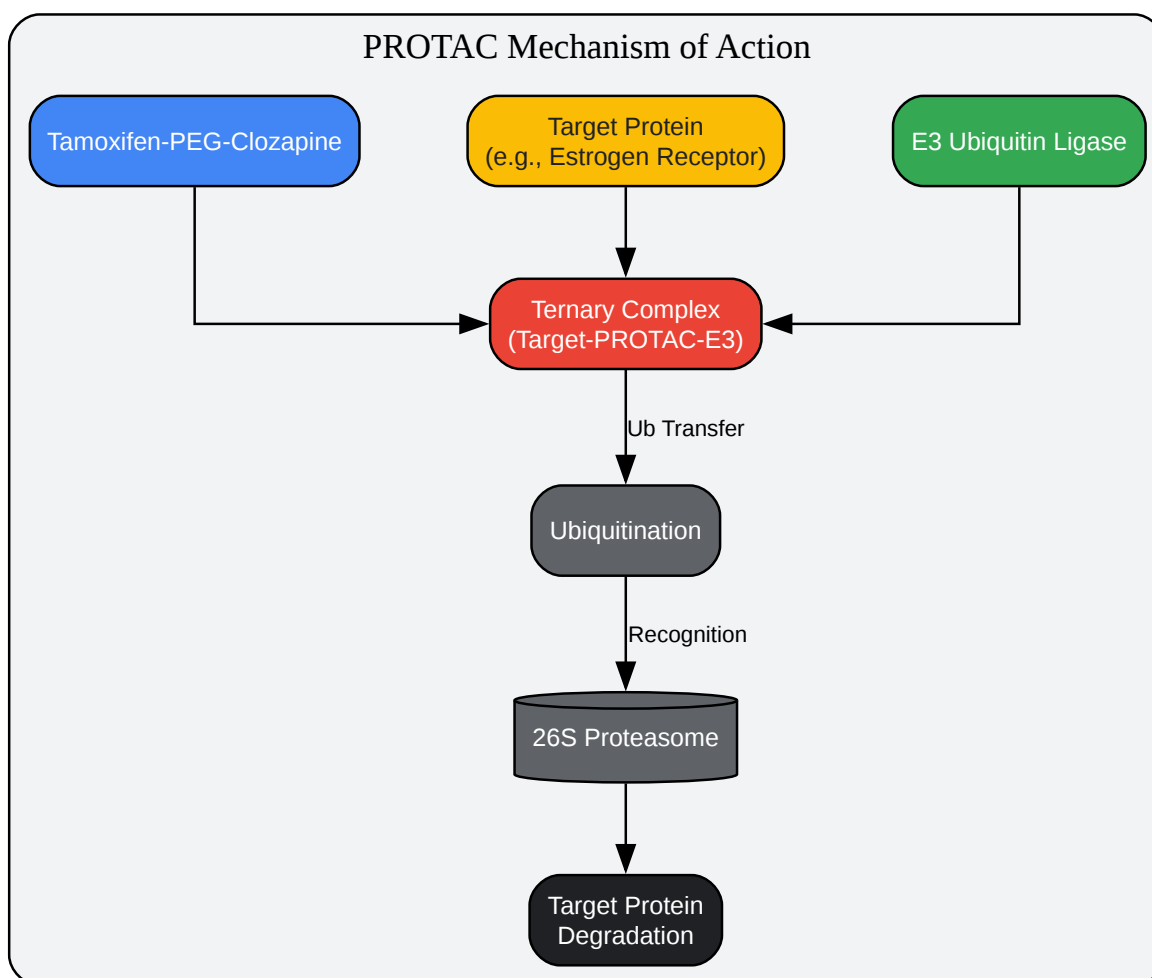 PROTAC Mechanism of Action
Tamoxifen-PEG-Clozapine
Target Protein
(e.g., Estrogen Receptor)
E3 Ubiquitin Ligase
Ternary Complex
(Target-PROTAC-E3)
Ub Transfer
Ubiquitination
Recognition
26S Proteasome
Target Protein
Degradation